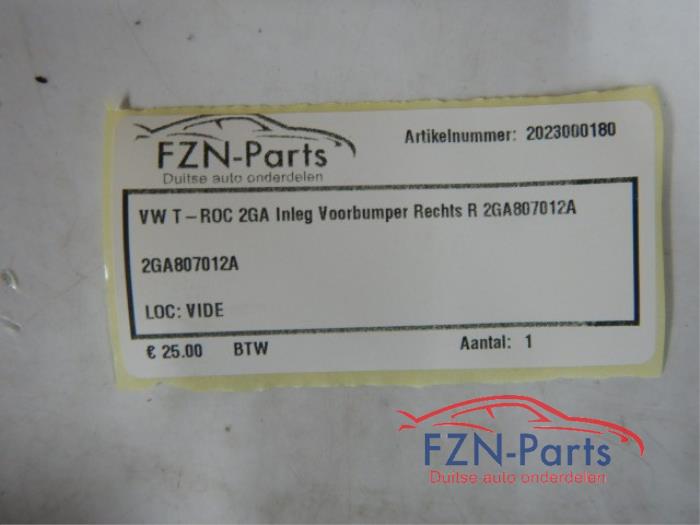 FZN-Parts
Duitse auto onderdelen
Artikelnummer: 2023000180
VW T-ROC 2GA Inleg Voorbumper Rechts R 2GA807012A
2GA807012A
LOC: VIDE
€ 25.00 BTW Aantal: 1
FZN-Parts
Duitse auto onderdelen